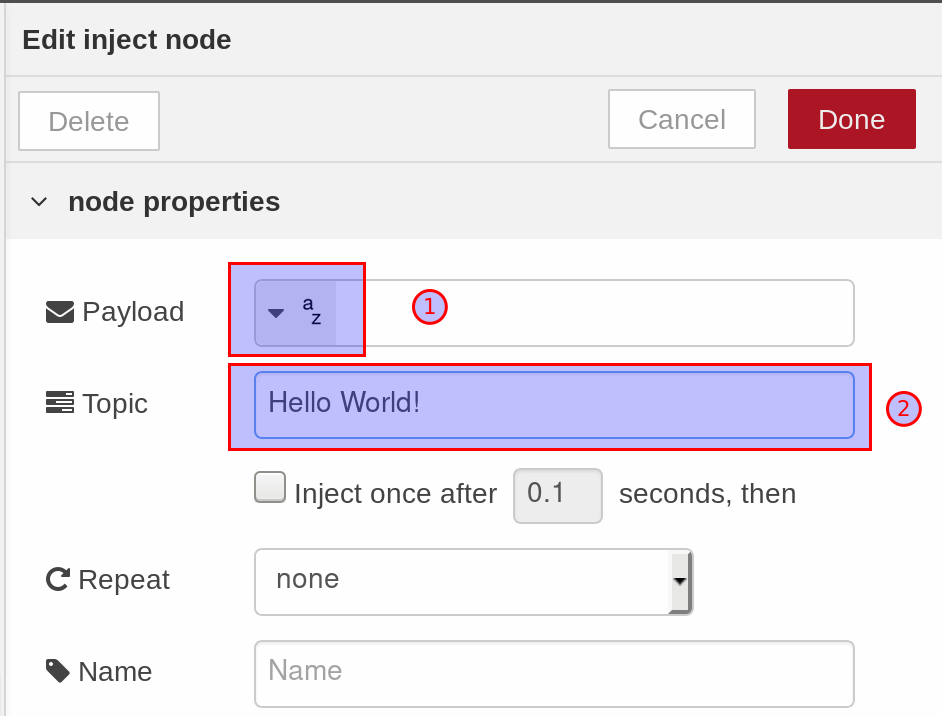 Edit inject node
Delete Cancel Done
node properties
Payload a z 1
Topic Hello World! 2
Inject once after 0.1 seconds, then
Repeat none
Name Name